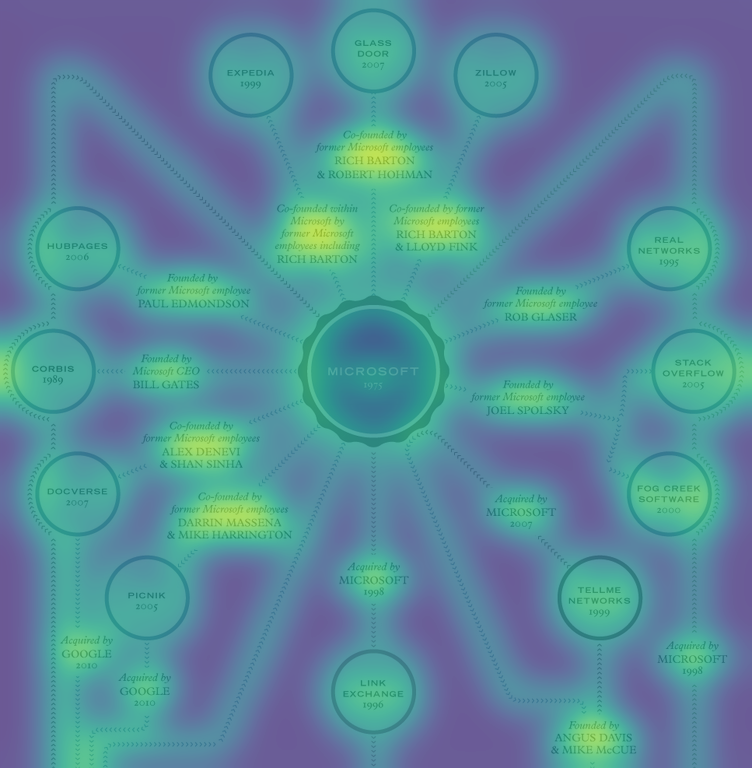 GLASS
DOOR
2007
EXPEDIA
1999
ZILLOW
2005
Co-founded by
former Microsoft employees
RICH BARTON
& ROBERT HOHMAN
Co-founded within
Microsoft by
former Microsoft
employees including
RICH BARTON
Co-founded by former
Microsoft employees
RICH BARTON
& LLOYD FINK
HUBPAGES
2006
REAL
NETWORKS
1995
Founded by
former Microsoft employee
PAUL EDMONDSON
Founded by
former Microsoft employee
ROB GLASER
CORBIS
1989
Founded by
Microsoft CEO
BILL GATES
MICROSOFT
1975
STACK
OVERFLOW
2005
Founded by
former Microsoft employee
JOEL SPOLSKY
Co-founded by
former Microsoft employees
ALEX DENEVI
& SHAN SINHA
DOCVERSE
2007
Co-founded by
former Microsoft employees
DARRIN MASSENA
& MIKE HARRINGTON
Acquired by
MICROSOFT
2007
FOG CREEK
SOFTWARE
2000
PICNIK
2005
Acquired by
MICROSOFT
1998
TELLME
NETWORKS
1999
Acquired by
GOOGLE
2010
Acquired by
GOOGLE
2010
LINK
EXCHANGE
1996
Acquired by
MICROSOFT
1998
Founded by
ANGUS DAVIS
& MIKE McCUE